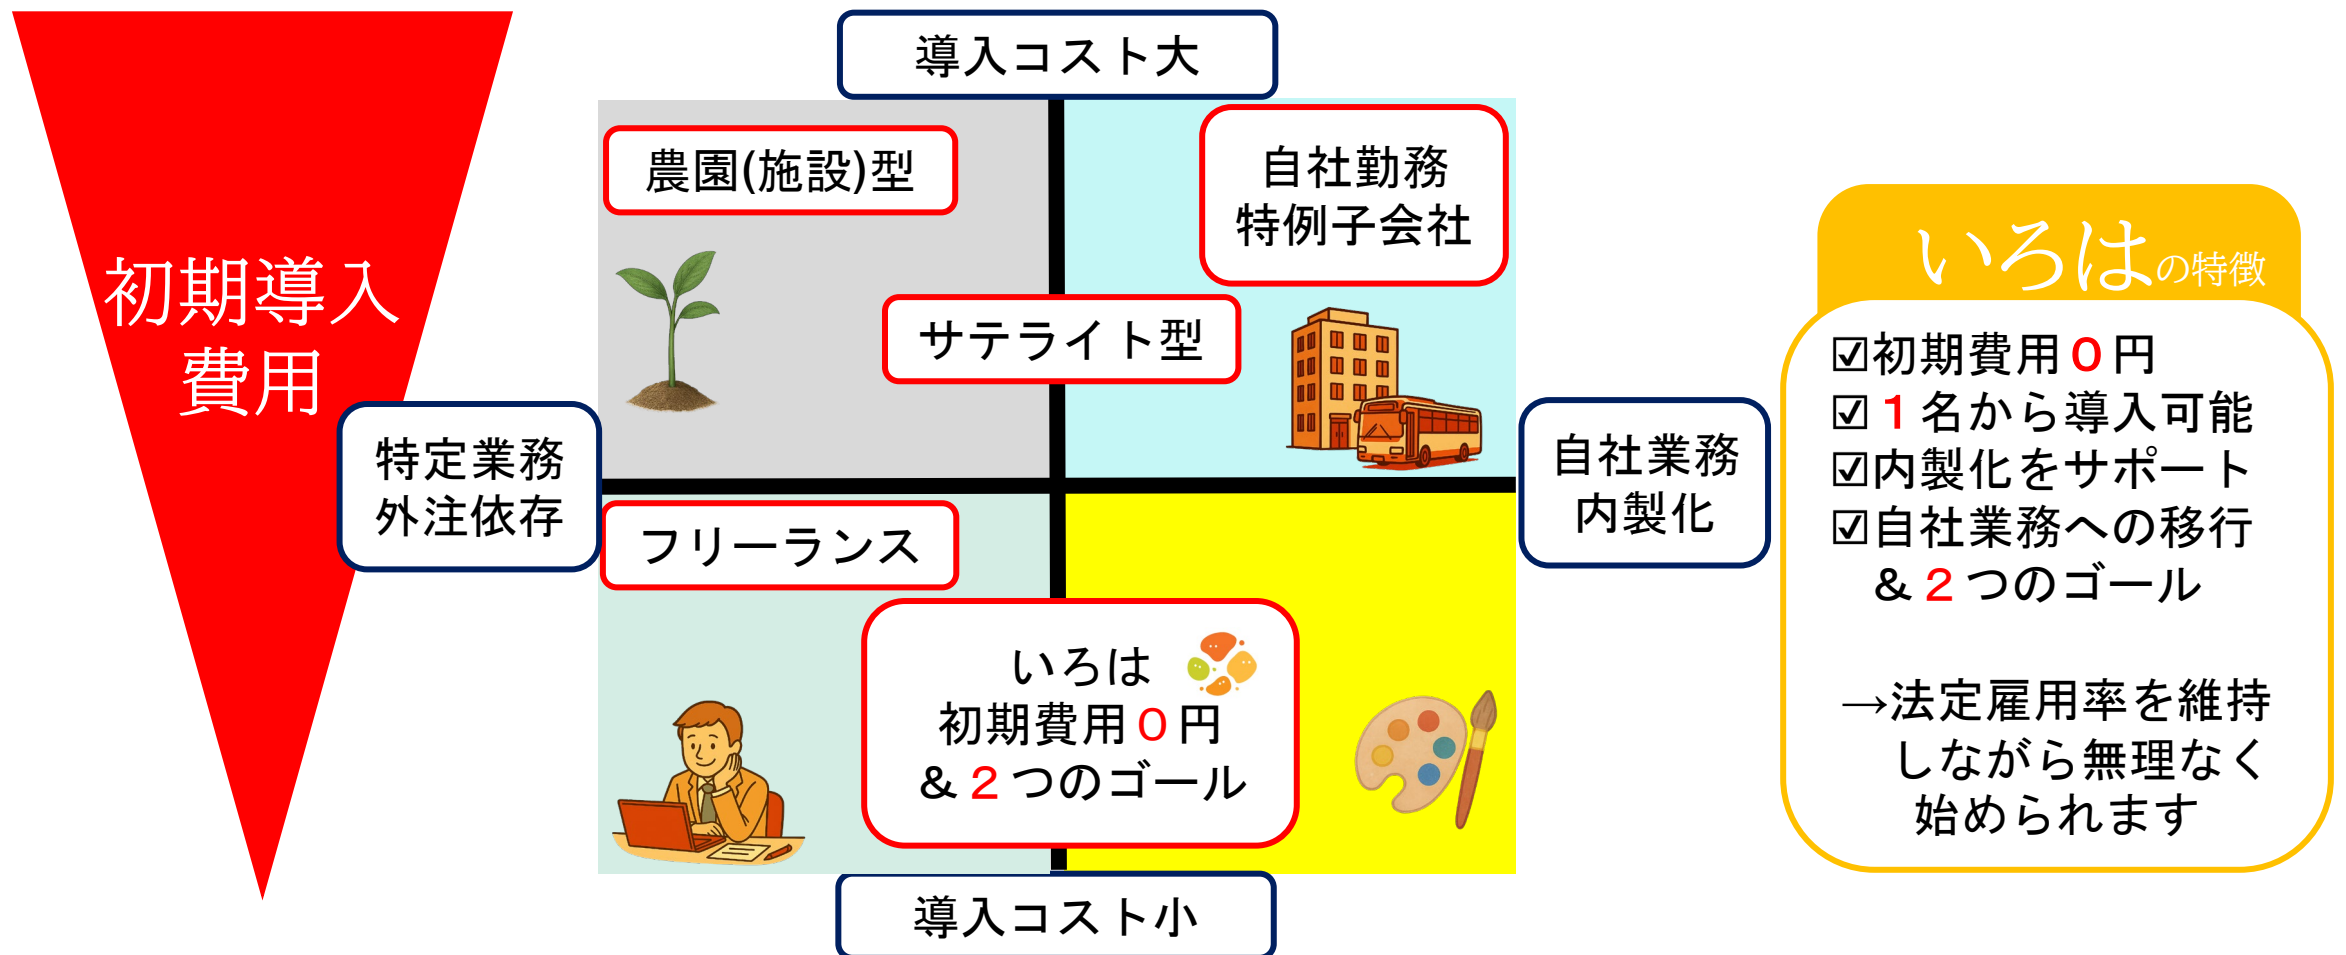 導入コスト大
初期導入
費用
農園(施設)型
自社勤務
特例子会社
サテライト型
特定業務
外注依存
自社業務
内製化
フリーランス
いろは
初期費用０円
&２つのゴール
導入コスト小
いろはの特徴
☑初期費用０円
☑１名から導入可能
☑内製化をサポート
☑自社業務への移行
&２つのゴール
→法定雇用率を維持
しながら無理なく
始められます